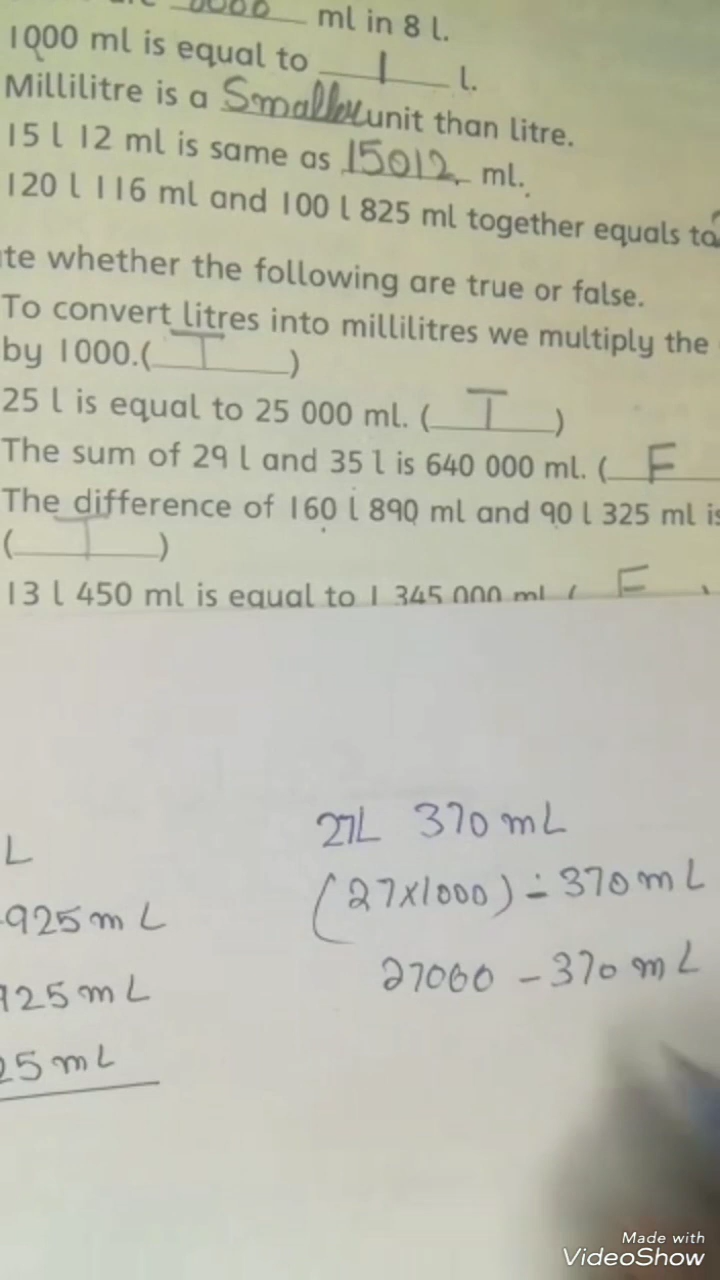 8000 ml in 8 l.
1000 ml is equal to 1 l.
Millilitre is a Smaller unit than litre.
15 l 12 ml is same as 15012 ml.
120 l 116 ml and 100 l 825 ml together equals to
te whether the following are true or false.
To convert litres into millilitres we multiply the
by 1000.( T )
25 l is equal to 25 000 ml. ( T )
The sum of 29 l and 35 l is 640 000 ml. ( F
The difference of 160 l 890 ml and 90 l 325 ml is
( T )
13 l 450 ml is equal to 1 345 000 ml ( F )
L
925 mL
925 mL
25 mL
27L 370 mL
(27×1000) - 370 mL
27000 - 370 mL
Made with
VideoShow